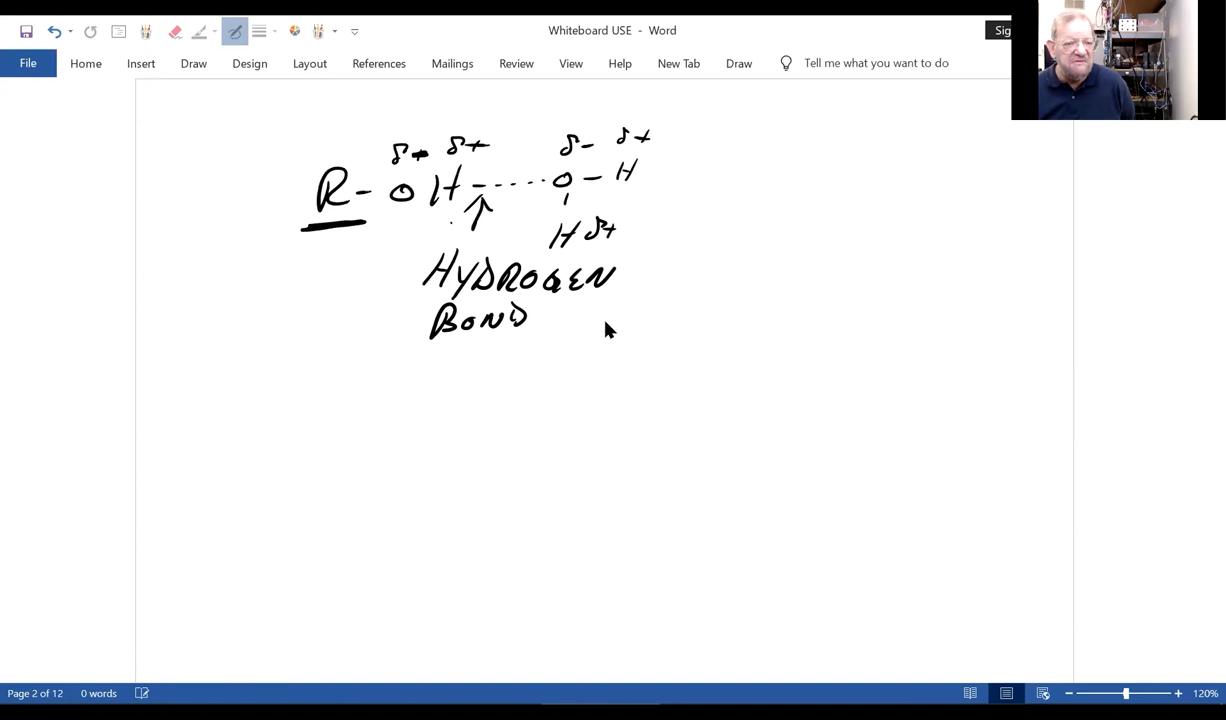 Whiteboard USE - Word
Sig
File Home Insert Draw Design Layout References Mailings Review View Help New Tab Draw Tell me what you want to do
δ- δ+ δ- δ+
R - O H - ····· O - H
H δ+
HYDROGEN
BOND
Page 2 of 12 0 words 120%